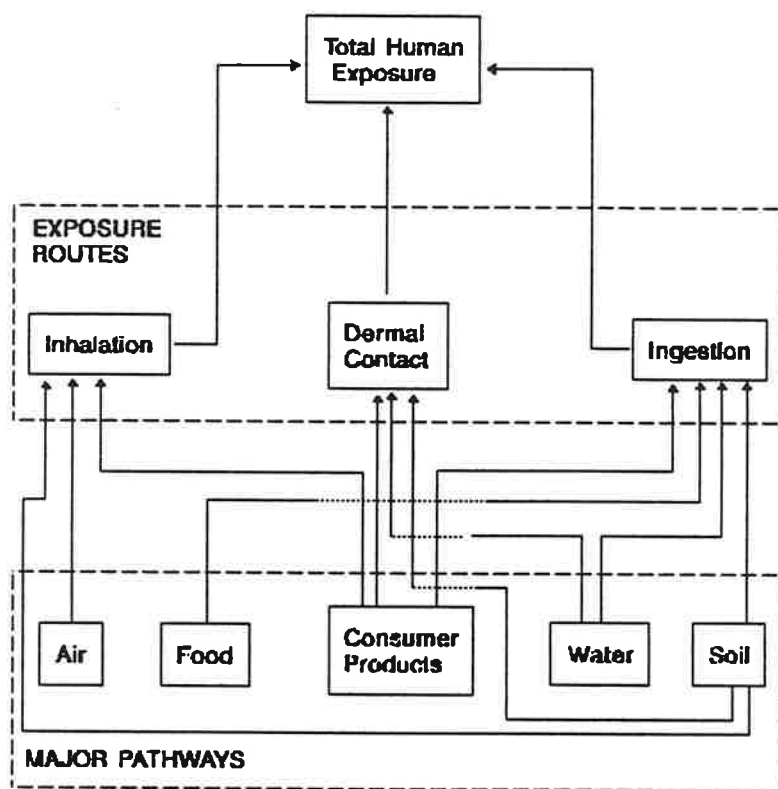 Total Human
Exposure
EXPOSURE
ROUTES
Inhalation
Dermal
Contact
Ingestion
Air
Food
Consumer
Products
Water
Soil
MAJOR PATHWAYS